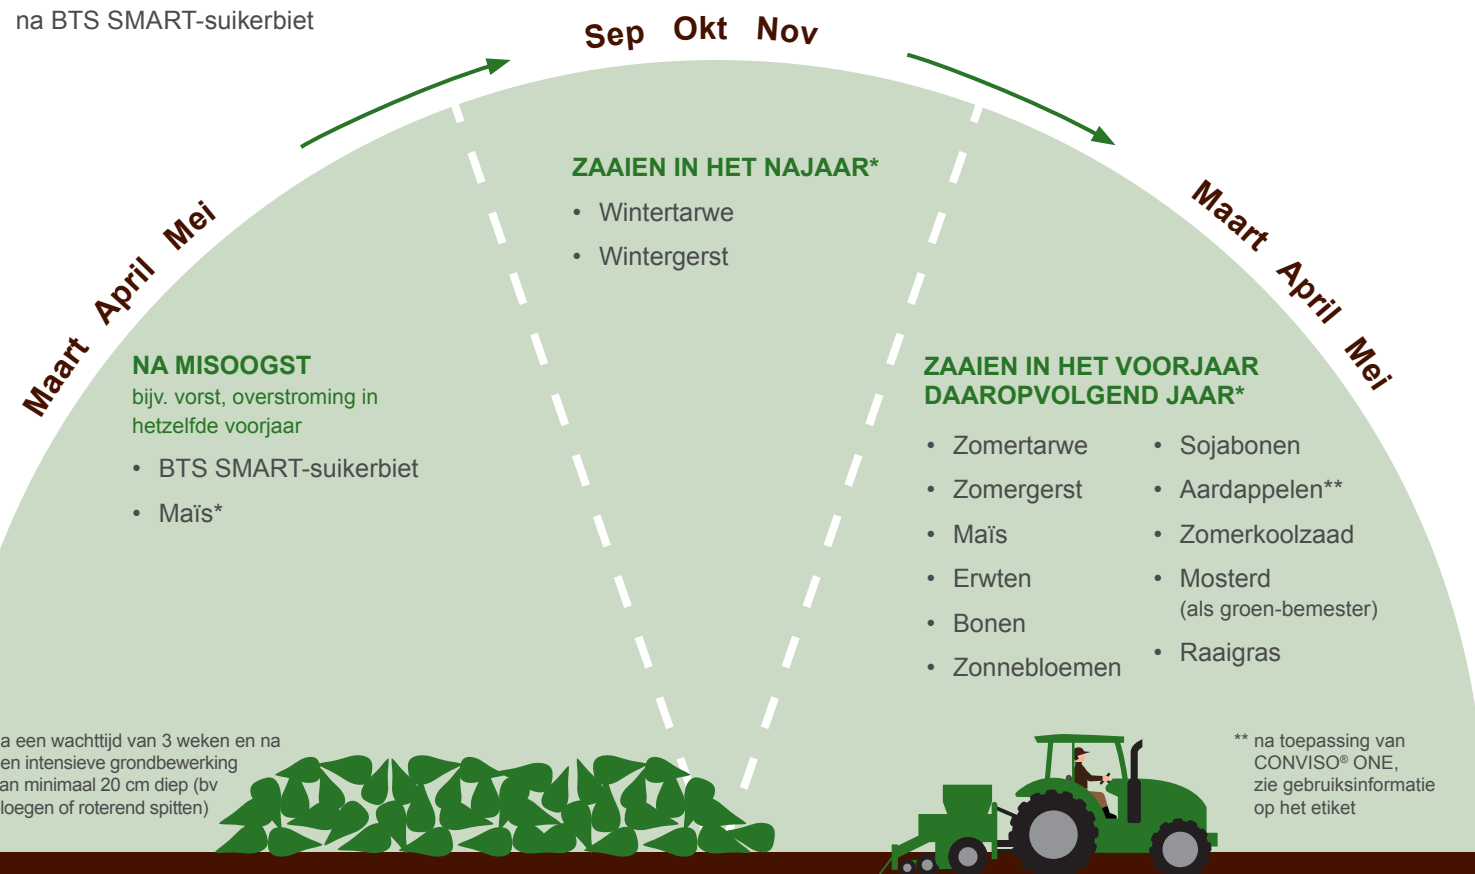 na BTS SMART-suikerbiet
Sep Okt Nov
Maart April Mei
Maart April Mei
ZAAIEN IN HET NAJAAR*
• Wintertarwe
• Wintergerst
NA MISOOGST
bijv. vorst, overstroming in
hetzelfde voorjaar
• BTS SMART-suikerbiet
• Maïs*
ZAAIEN IN HET VOORJAAR
DAAROPVOLGEND JAAR*
• Zomertarwe
• Zomergerst
• Maïs
• Erwten
• Bonen
• Zonnebloemen
• Sojabonen
• Aardappelen**
• Zomerkoolzaad
• Mosterd
(als groen-bemester)
• Raaigras
a een wachttijd van 3 weken en na
en intensieve grondbewerking
an minimaal 20 cm diep (bv
loegen of roterend spitten)
** na toepassing van
CONVISO® ONE,
zie gebruiksinformatie
op het etiket